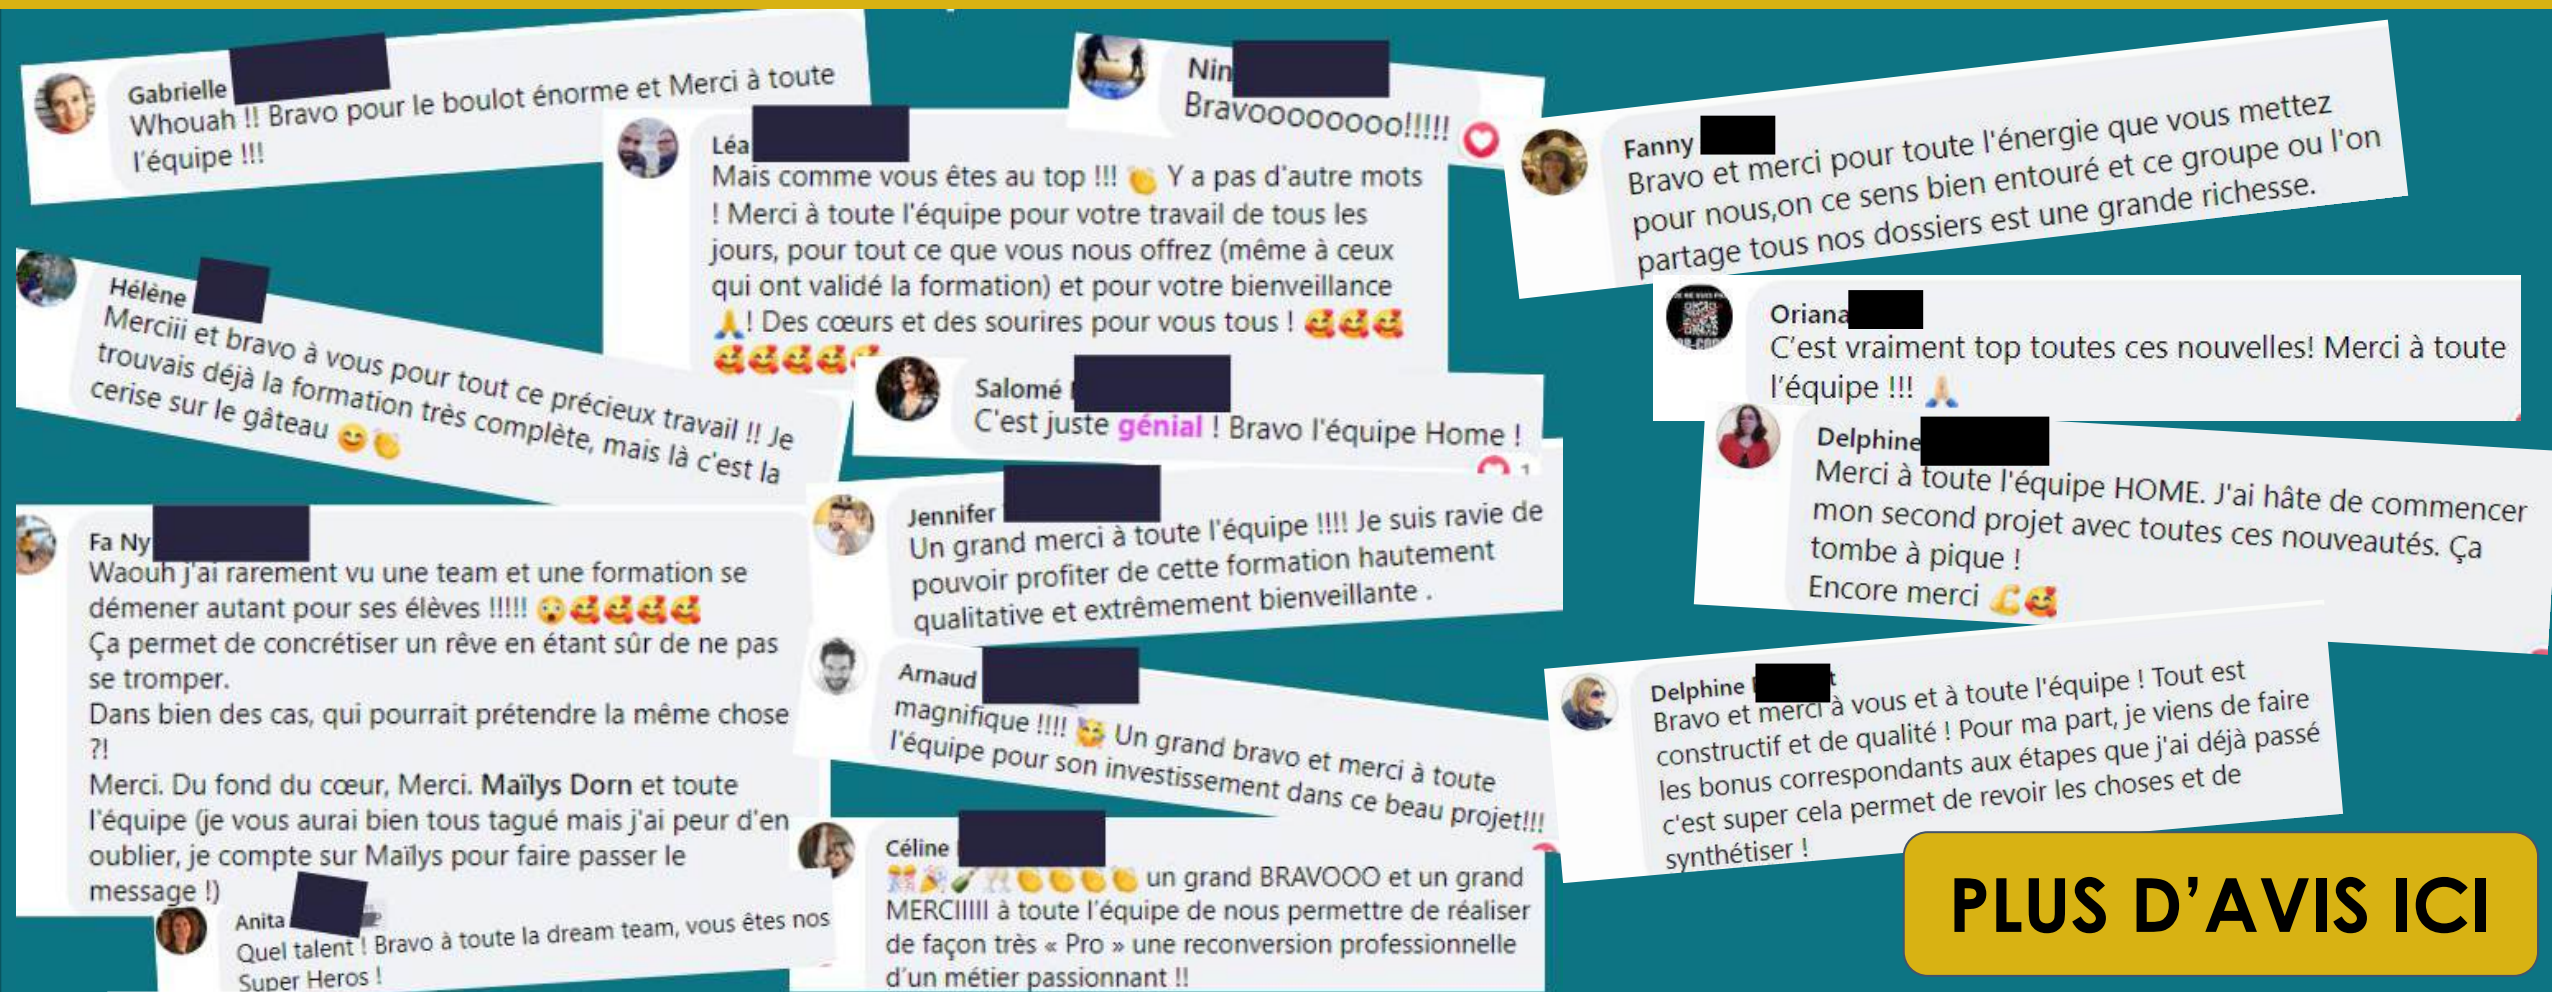 Gabrielle
Whouah !! Bravo pour le boulot énorme et Merci à toute
l'équipe !!!
Nin
Bravooooooooo!!!!!
Léa
Mais comme vous êtes au top !!! 👏 Y a pas d'autre mots
! Merci à toute l'équipe pour votre travail de tous les
jours, pour tout ce que vous nous offrez (même à ceux
qui ont validé la formation) et pour votre bienveillance
🙏! Des cœurs et des sourires pour vous tous ! 🥰🥰🥰
🥰🥰🥰🥰🥰
Fanny
Bravo et merci pour toute l'énergie que vous mettez
pour nous,on ce sens bien entouré et ce groupe ou l'on
partage tous nos dossiers est une grande richesse.
Hélène
Merciii et bravo à vous pour tout ce précieux travail !! Je
trouvais déjà la formation très complète, mais là c'est la
cerise sur le gâteau 😊👏
Oriana
C'est vraiment top toutes ces nouvelles! Merci à toute
l'équipe !!! 🙏
Salomé
C'est juste génial ! Bravo l'équipe Home !
1
Delphine
Merci à toute l'équipe HOME. J'ai hâte de commencer
mon second projet avec toutes ces nouveautés. Ça
tombe à pique !
Encore merci 💪🥰
Jennifer
Un grand merci à toute l'équipe !!!! Je suis ravie de
pouvoir profiter de cette formation hautement
qualitative et extrêmement bienveillante .
Fa Ny
Waouh j'ai rarement vu une team et une formation se
démener autant pour ses élèves !!!!! 😲🥰🥰🥰🥰
Ça permet de concrétiser un rêve en étant sûr de ne pas
se tromper.
Dans bien des cas, qui pourrait prétendre la même chose
?!
Merci. Du fond du cœur, Merci. Maïlys Dorn et toute
l'équipe (je vous aurai bien tous tagué mais j'ai peur d'en
oublier, je compte sur Maïlys pour faire passer le
message !)
Arnaud
magnifique !!!! 🥳 Un grand bravo et merci à toute
l'équipe pour son investissement dans ce beau projet!!!
Delphine
Bravo et merci à vous et à toute l'équipe ! Tout est
constructif et de qualité ! Pour ma part, je viens de faire
les bonus correspondants aux étapes que j'ai déjà passé
c'est super cela permet de revoir les choses et de
synthétiser !
Céline
🎊🎉🍾🥂👏👏👏👏 un grand BRAVOOO et un grand
MERCIIIII à toute l'équipe de nous permettre de réaliser
de façon très « Pro » une reconversion professionnelle
d'un métier passionnant !!
Anita
Quel talent ! Bravo à toute la dream team, vous êtes nos
Super Heros !
PLUS D'AVIS ICI